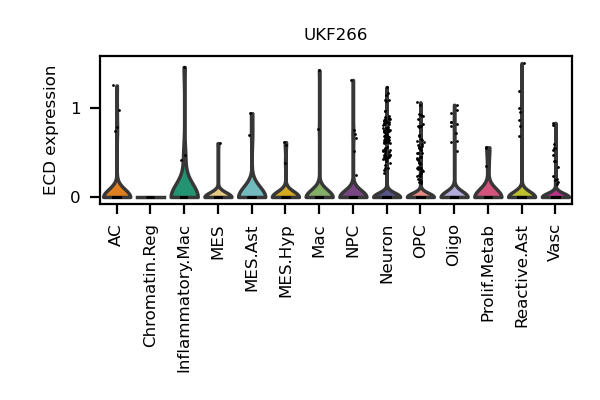 UKF266
ECD expression
1
0
AC
Chromatin.Reg
Inflammatory.Mac
MES
MES.Ast
MES.Hyp
Mac
NPC
Neuron
OPC
Oligo
Prolif.Metab
Reactive.Ast
Vasc